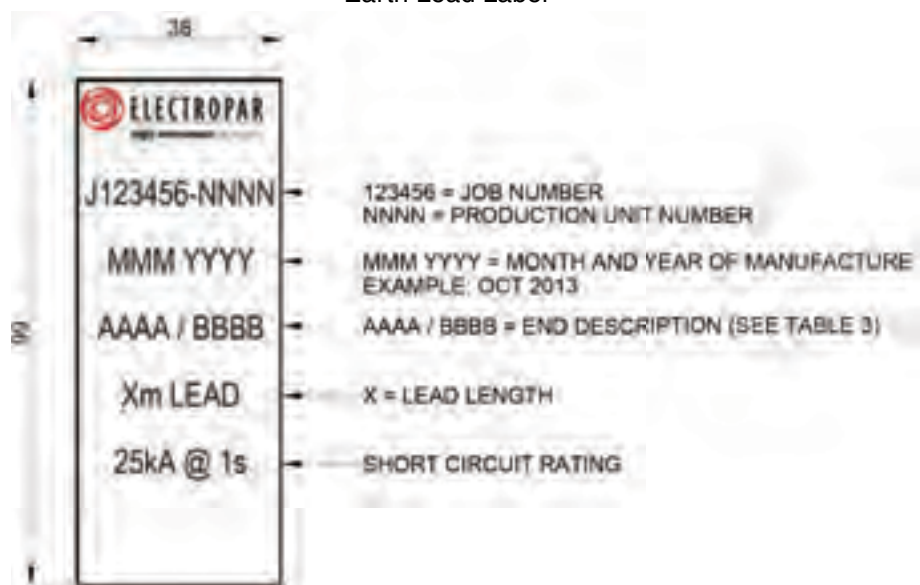 Earth Lead Label
38
ELECTROPAR
J123456-NNNN
123456 = JOB NUMBER
NNNN = PRODUCTION UNIT NUMBER
MMM YYYY
MMM YYYY = MONTH AND YEAR OF MANUFACTURE
EXAMPLE: OCT 2013
AAAA / BBBB
AAAA / BBBB = END DESCRIPTION (SEE TABLE 3)
Xm LEAD
X = LEAD LENGTH
25kA @ 1s
SHORT CIRCUIT RATING